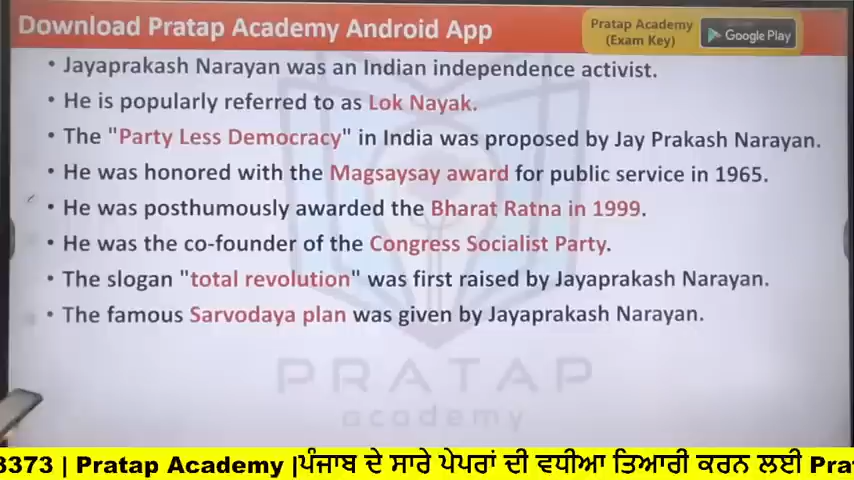 Download Pratap Academy Android App
Pratap Academy
(Exam Key)
Google Play
• Jayaprakash Narayan was an Indian independence activist.
• He is popularly referred to as Lok Nayak.
• The "Party Less Democracy" in India was proposed by Jay Prakash Narayan.
• He was honored with the Magsaysay award for public service in 1965.
• He was posthumously awarded the Bharat Ratna in 1999.
• He was the co-founder of the Congress Socialist Party.
• The slogan "total revolution" was first raised by Jayaprakash Narayan.
• The famous Sarvodaya plan was given by Jayaprakash Narayan.
PRATAP
academy
3373 | Pratap Academy |ਪੰਜਾਬ ਦੇ ਸਾਰੇ ਪੇਪਰਾਂ ਦੀ ਵਧੀਆ ਤਿਆਰੀ ਕਰਨ ਲਈ Prat